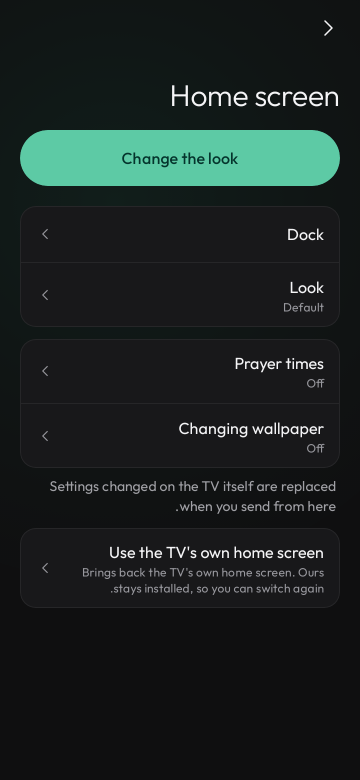 Home screen
Change the look
Dock
Look
Default
Prayer times
Off
Changing wallpaper
Off
Settings changed on the TV itself are replaced
.when you send from here
Use the TV's own home screen
Brings back the TV's own home screen. Ours
.stays installed, so you can switch again